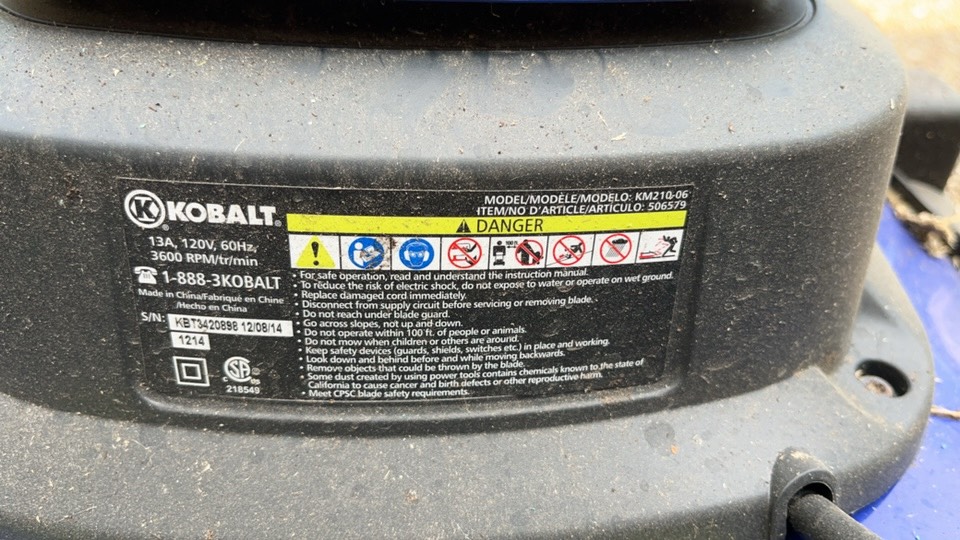 K KOBALT
MODEL/MODÈLE/MODELO: KM210-06
ITEM/NO D'ARTICLE/ARTÍCULO: 506579
13A, 120V, 60Hz,
3600 RPM/tr/min
1-888-3KOBALT
Made in China/Fabriqué en Chine
/Hecho en China
S/N: KBT3420898 12/08/14
1214
SA
218549
DANGER
100 ft.
• For safe operation, read and understand the instruction manual.
• To reduce the risk of electric shock, do not expose to water or operate on wet ground.
• Replace damaged cord immediately.
• Disconnect from supply circuit before servicing or removing blade.
• Do not reach under blade guard.
• Go across slopes, not up and down.
• Do not operate within 100 ft. of people or animals.
• Do not mow when children or others are around.
• Keep safety devices (guards, shields, switches etc.) in place and working.
• Look down and behind before and while moving backwards.
• Remove objects that could be thrown by the blade.
• Some dust created by using power tools contains chemicals known to the state of
California to cause cancer and birth defects or other reproductive harm.
• Meet CPSC blade safety requirements.